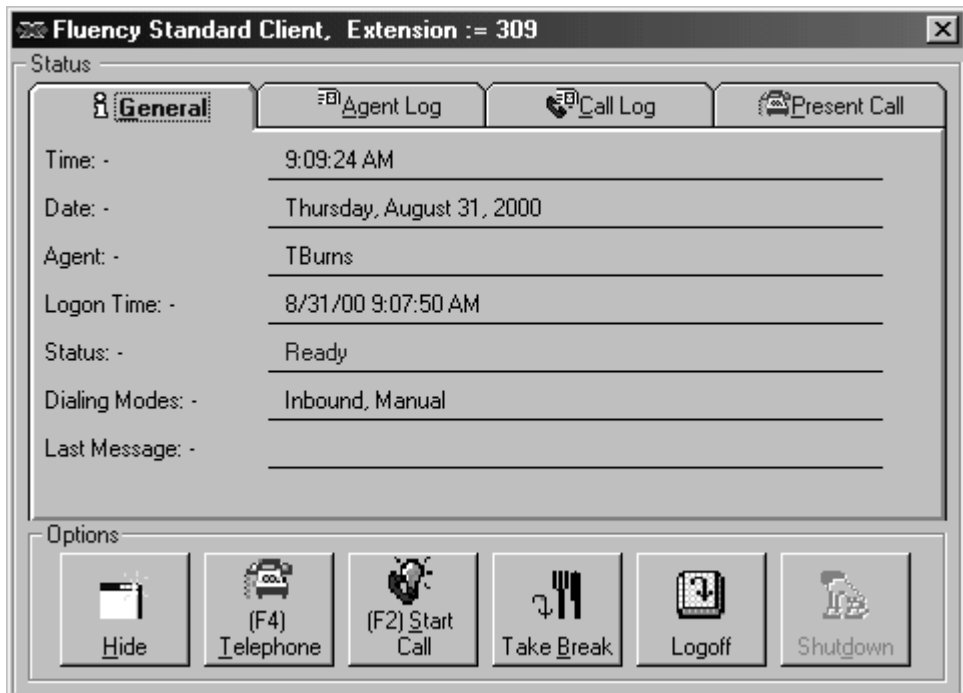 Fluency Standard Client, Extension := 309
Status
General
Agent Log
Call Log
Present Call
Time: - 9:09:24 AM
Date: - Thursday, August 31, 2000
Agent: - TBurns
Logon Time: - 8/31/00 9:07:50 AM
Status: - Ready
Dialing Modes: - Inbound, Manual
Last Message: -
Options
Hide
(F4)
Telephone
(F2) Start
Call
Take Break
Logoff
Shutdown